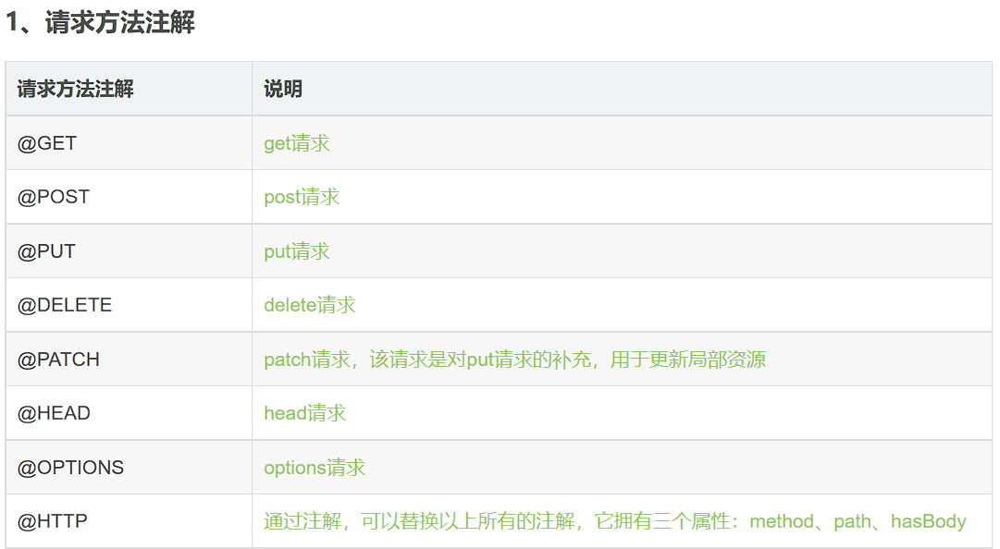 1、请求方法注解
请求方法注解 说明
@GET get请求
@POST post请求
@PUT put请求
@DELETE delete请求
@PATCH patch请求，该请求是对put请求的补充，用于更新局部资源
@HEAD head请求
@OPTIONS options请求
@HTTP 通过注解，可以替换以上所有的注解，它拥有三个属性：method、path、hasBody